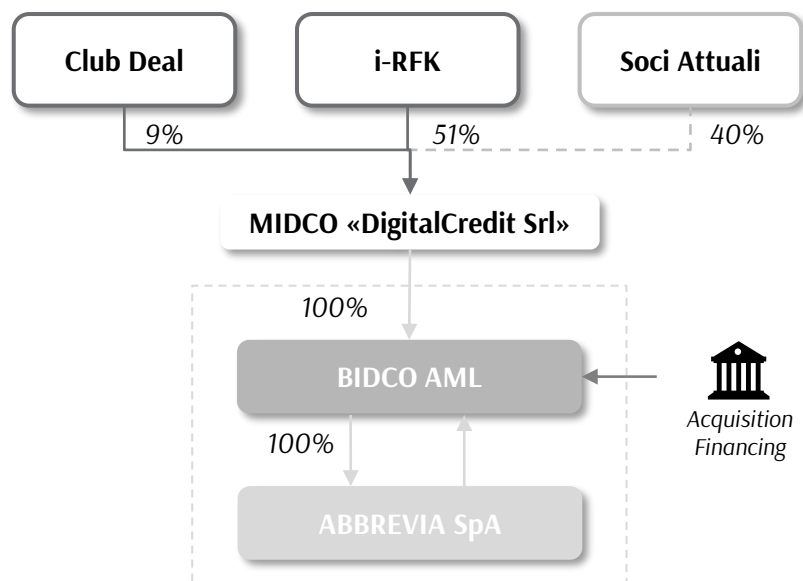 Club Deal
i-RFK
Soci Attuali
9%
51%
40%
MIDCO «DigitalCredit Srl»
100%
BIDCO AML
100%
Acquisition
Financing
ABBREVIA SpA